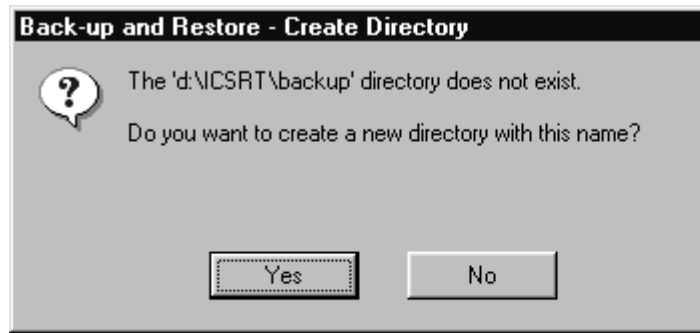 Back-up and Restore - Create Directory
The 'd:\ICSRT\backup' directory does not exist.
Do you want to create a new directory with this name?
Yes
No